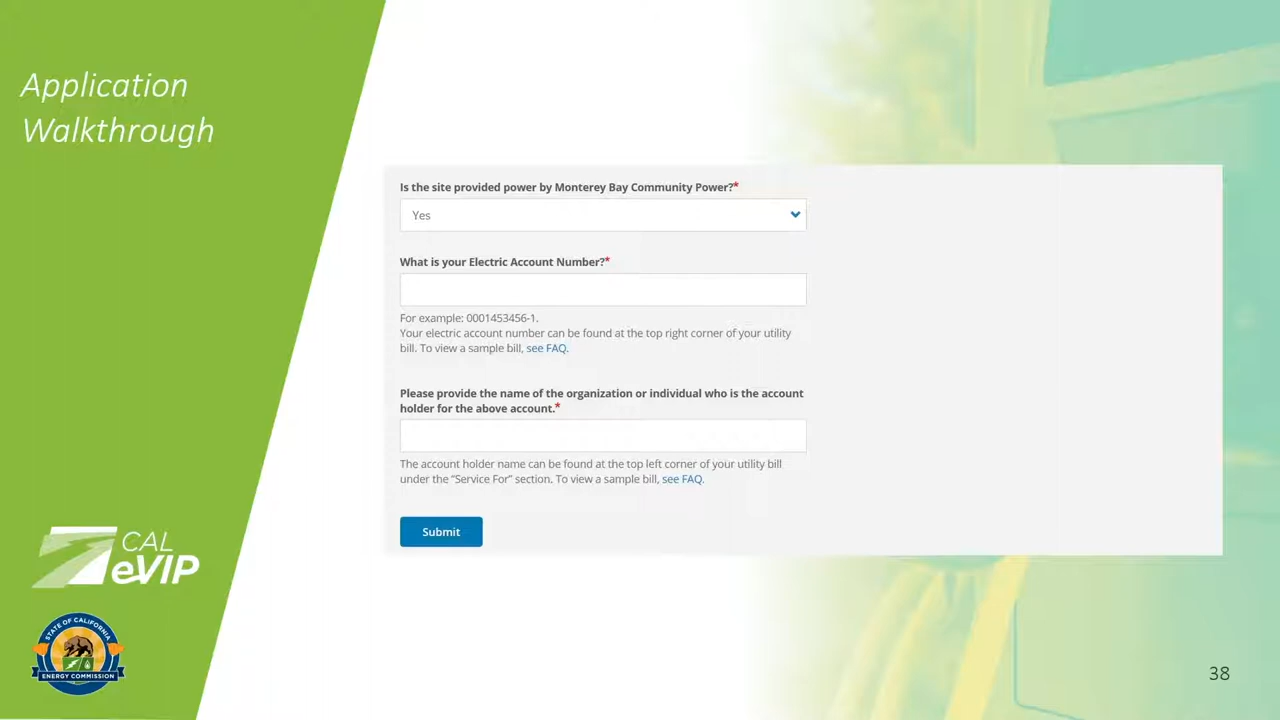 Application
Walkthrough
Is the site provided power by Monterey Bay Community Power?*
Yes
What is your Electric Account Number?*
For example: 0001453456-1.
Your electric account number can be found at the top right corner of your utility
bill. To view a sample bill, see FAQ.
Please provide the name of the organization or individual who is the account
holder for the above account.*
The account holder name can be found at the top left corner of your utility bill
under the “Service For” section. To view a sample bill, see FAQ.
Submit
CAL
eVIP
STATE OF CALIFORNIA
ENERGY COMMISSION
38